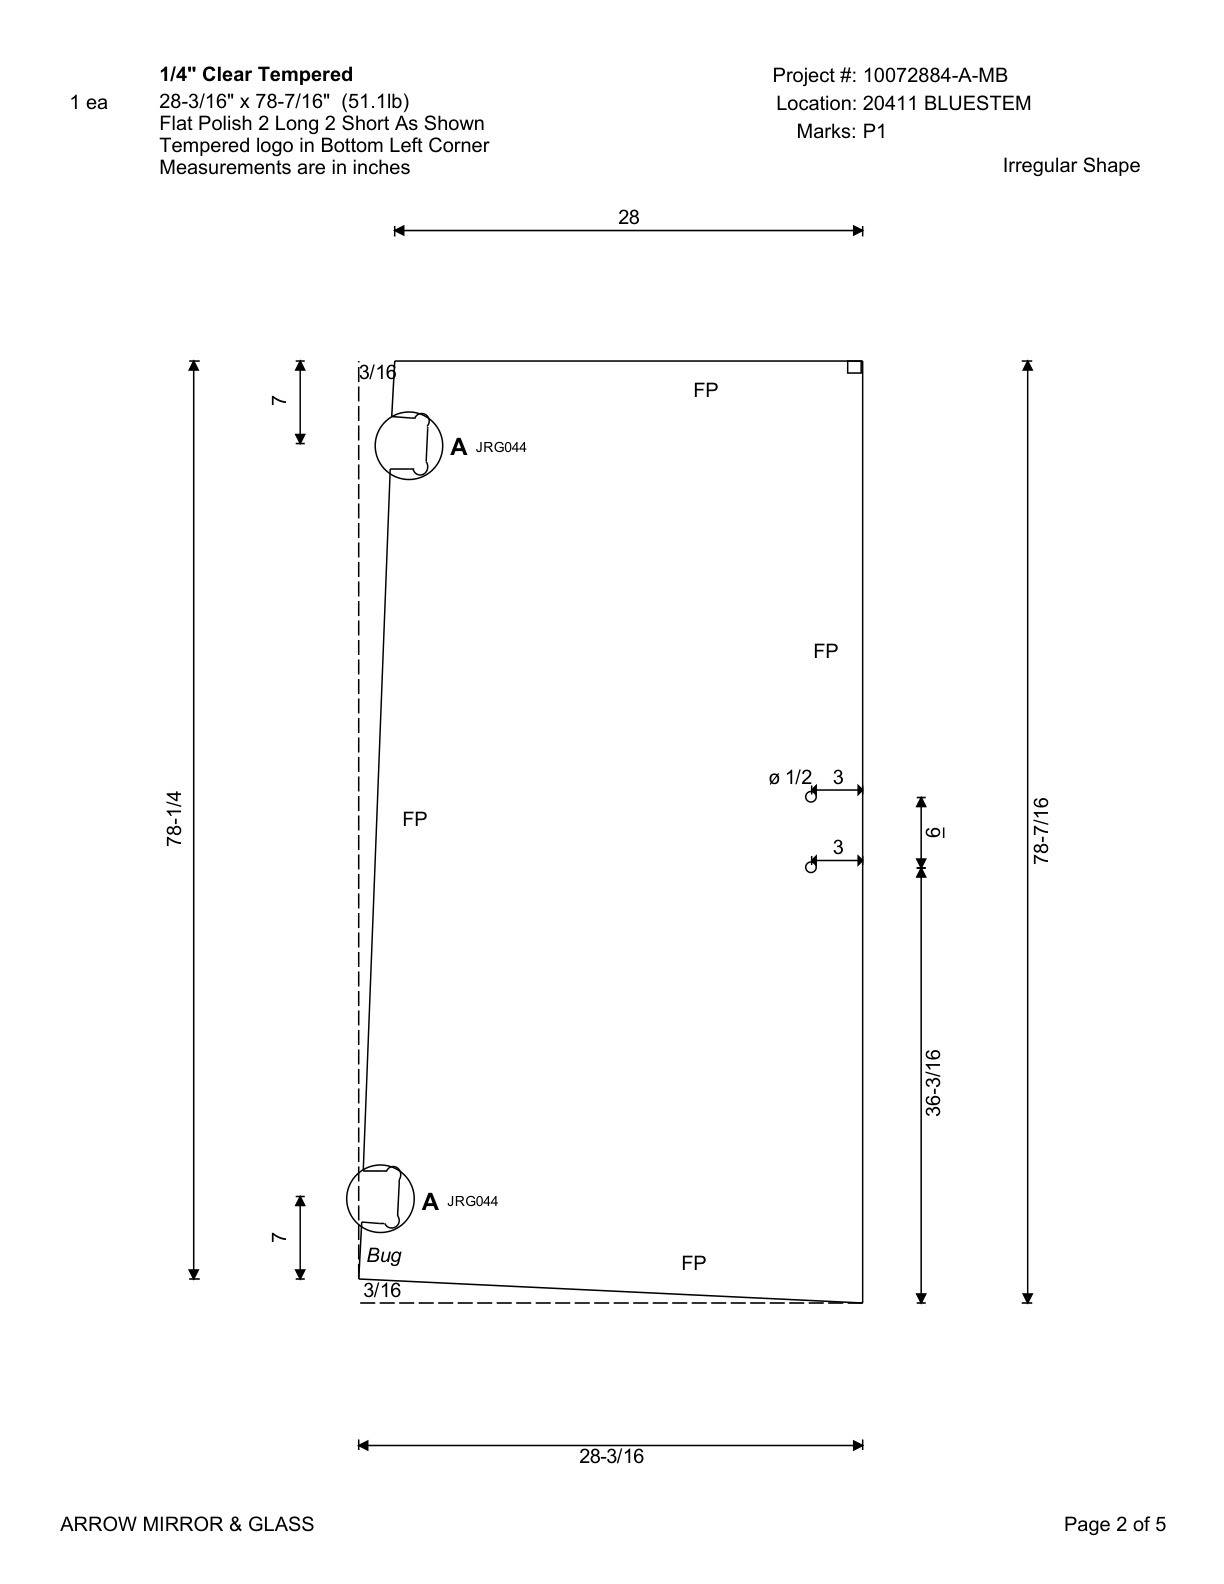 1/4" Clear Tempered
1 ea
28-3/16" x 78-7/16" (51.1lb)
Flat Polish 2 Long 2 Short As Shown
Tempered logo in Bottom Left Corner
Measurements are in inches
Project #: 10072884-A-MB
Location: 20411 BLUESTEM
Marks: P1
Irregular Shape
28
3/16
7
FP
A JRG044
FP
ø 1/2
3
78-1/4
FP
6
78-7/16
3
36-3/16
A JRG044
7
Bug
FP
3/16
28-3/16
ARROW MIRROR & GLASS
Page 2 of 5